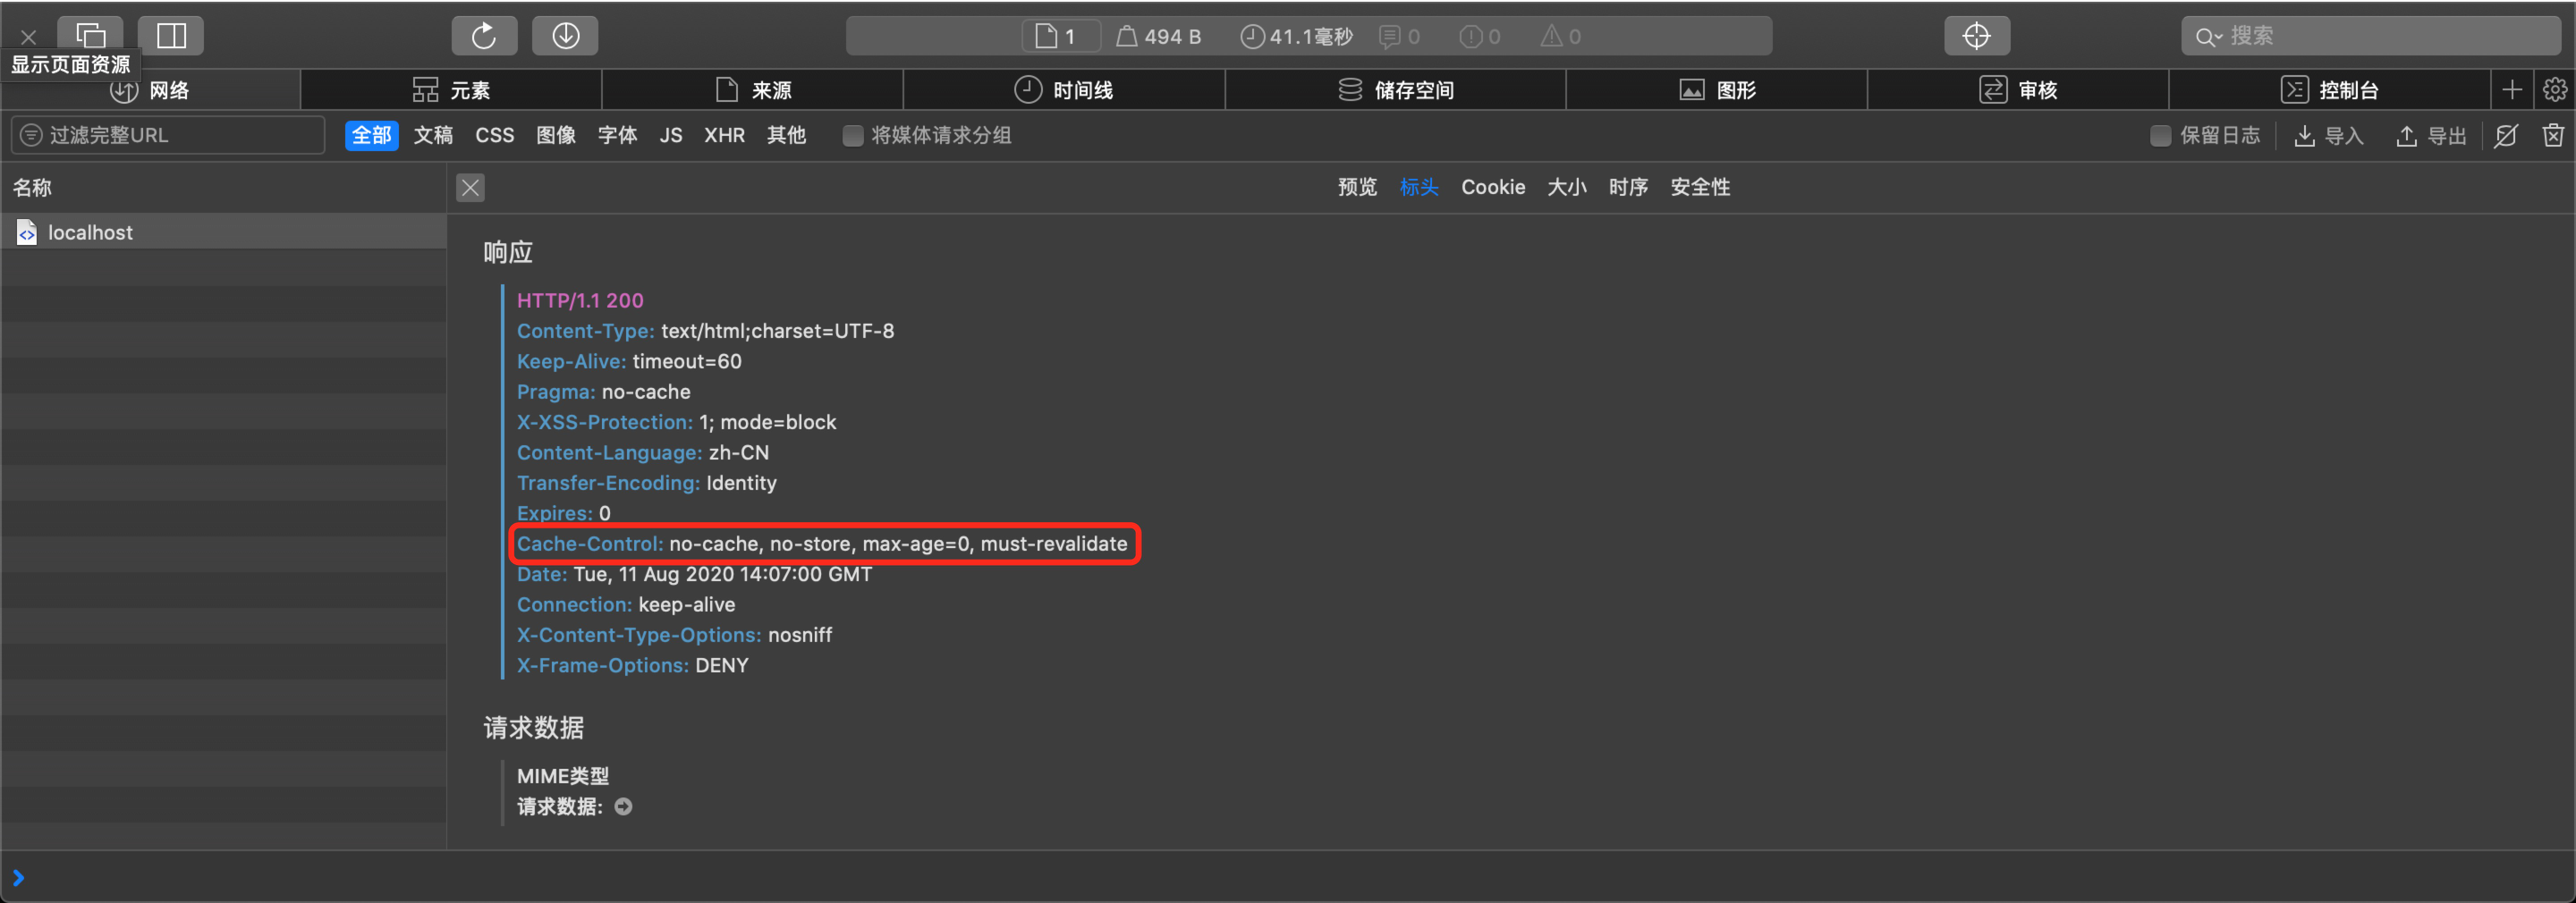 1 494 B 41.1毫秒 0 0 0 搜索
显示页面资源
网络 元素 来源 时间线 储存空间 图形 审核 控制台
过滤完整URL 全部 文稿 CSS 图像 字体 JS XHR 其他 将媒体请求分组 保留日志 导入 导出
名称 预览 标头 Cookie 大小 时序 安全性
localhost
响应
HTTP/1.1 200
Content-Type: text/html;charset=UTF-8
Keep-Alive: timeout=60
Pragma: no-cache
X-XSS-Protection: 1; mode=block
Content-Language: zh-CN
Transfer-Encoding: Identity
Expires: 0
Cache-Control: no-cache, no-store, max-age=0, must-revalidate
Date: Tue, 11 Aug 2020 14:07:00 GMT
Connection: keep-alive
X-Content-Type-Options: nosniff
X-Frame-Options: DENY
请求数据
MIME类型
请求数据: